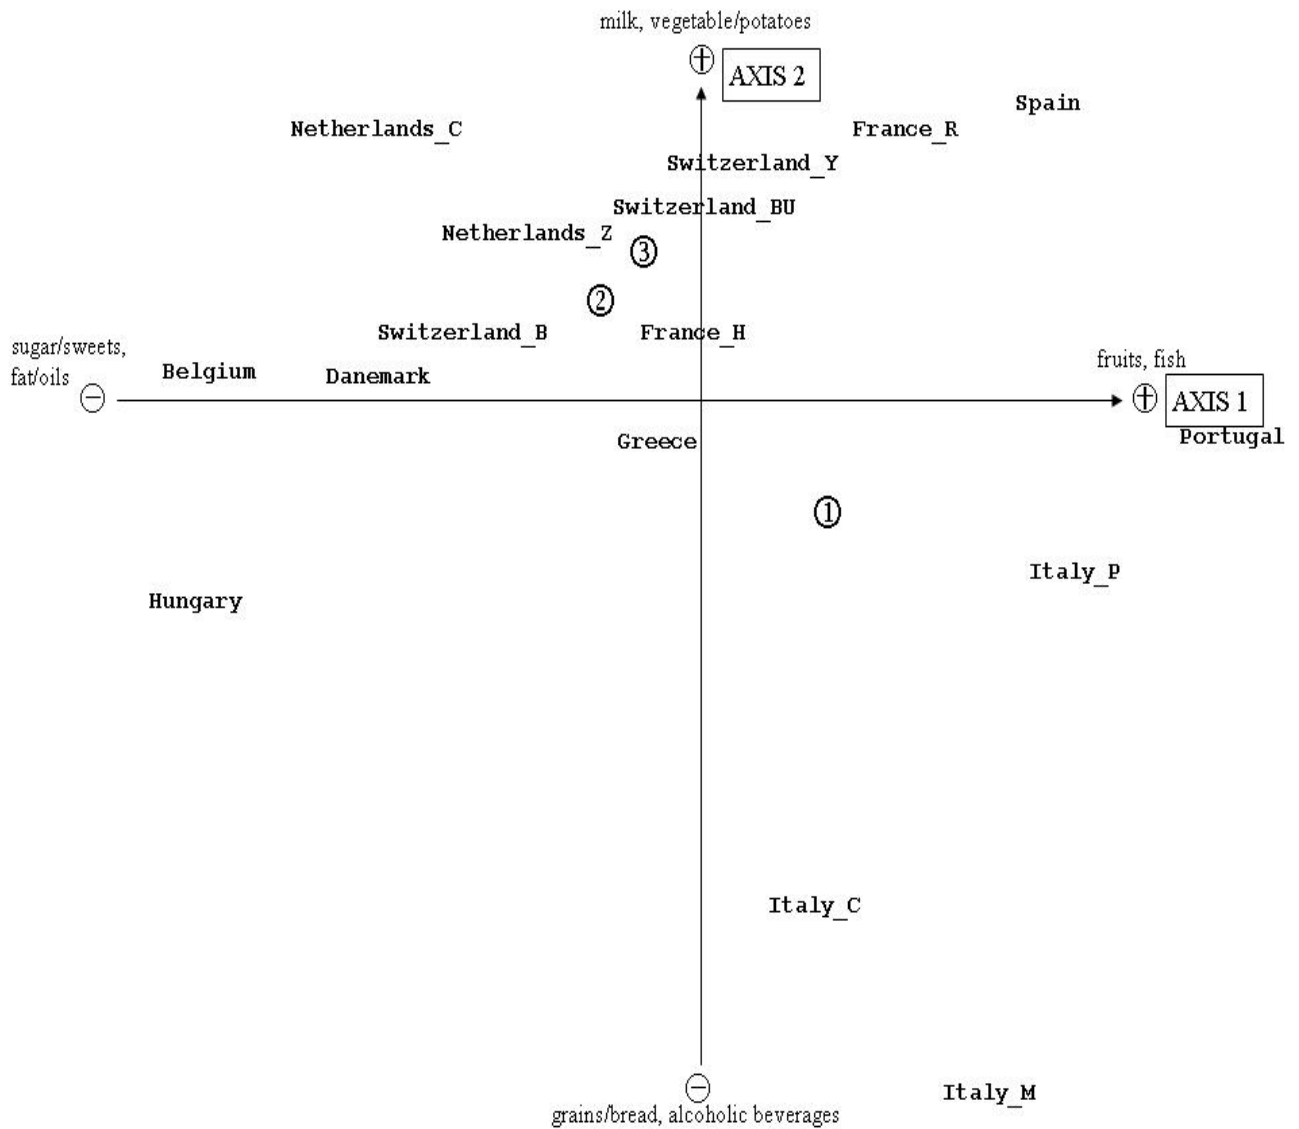 milk, vegetable/potatoes
+
AXIS 2
Spain
Netherlands_C
France_R
Switzerland_Y
Switzerland_BU
Netherlands_Z
3
2
Switzerland_B
France_H
sugar/sweets,
fat/oils
Belgium
Danemark
fruits, fish
−
+
AXIS 1
Portugal
Greece
1
Italy_P
Hungary
Italy_C
−
Italy_M
grains/bread, alcoholic beverages